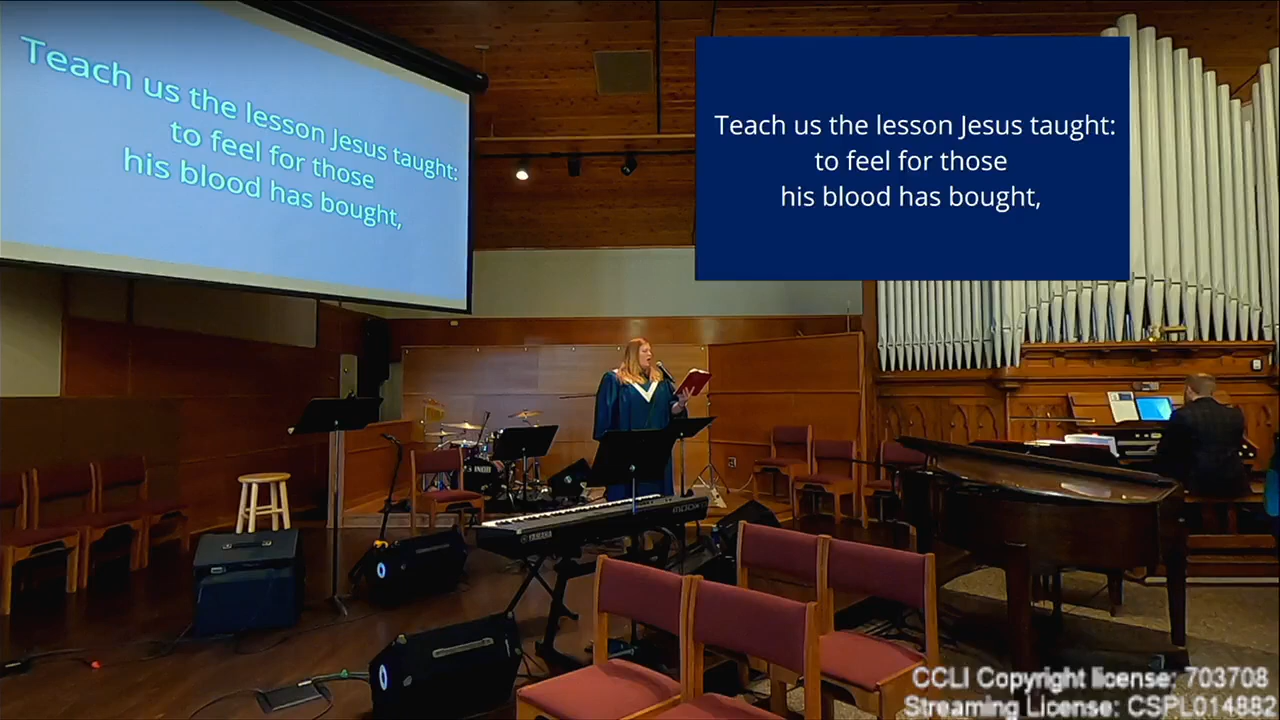 Teach us the lesson Jesus taught:
to feel for those
his blood has bought,
Teach us the lesson Jesus taught:
to feel for those
his blood has bought,
YAMAHA
CCLI Copyright license: 703708
Streaming License: CSPL014882